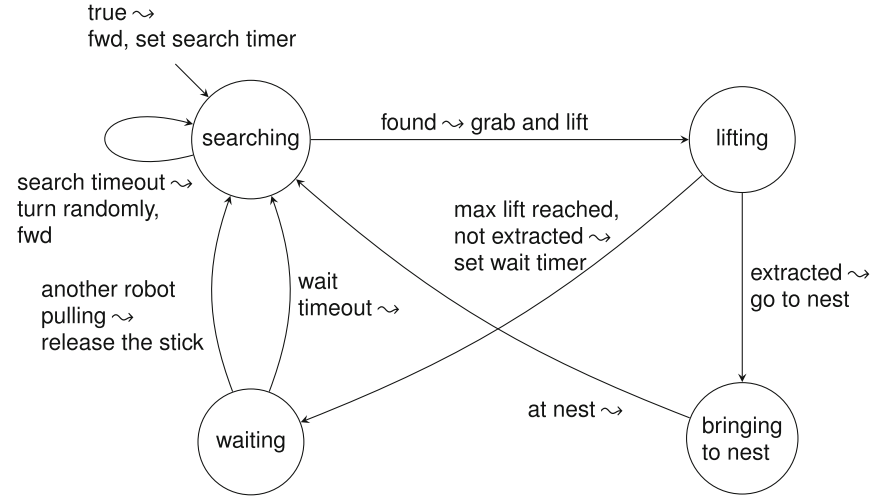 true ⤳
fwd, set search timer
searching
found ⤳ grab and lift
lifting
search timeout ⤳
turn randomly,
fwd
max lift reached,
not extracted ⤳
set wait timer
another robot
pulling ⤳
release the stick
wait
timeout ⤳
extracted ⤳
go to nest
waiting
at nest ⤳
bringing
to nest